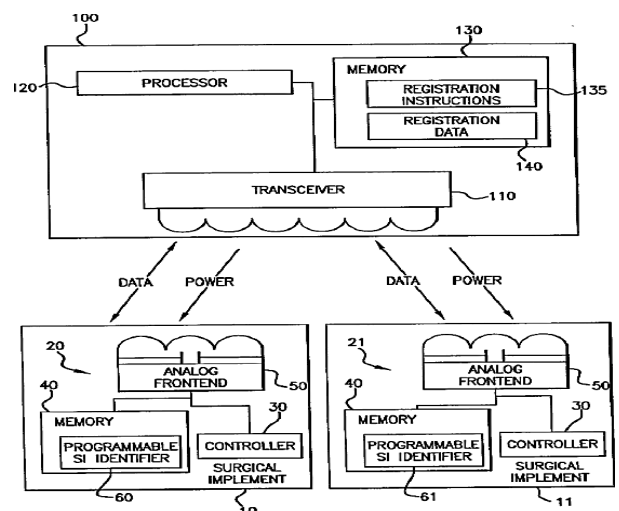 100
130
120
PROCESSOR
MEMORY
REGISTRATION
INSTRUCTIONS
135
REGISTRATION
DATA
140
TRANSCEIVER
110
DATA
POWER
DATA
POWER
20
ANALOG
FRONTEND
50
40
MEMORY
30
PROGRAMMABLE
SI IDENTIFIER
CONTROLLER
SURGICAL
IMPLEMENT
60
21
ANALOG
FRONTEND
50
40
MEMORY
30
PROGRAMMABLE
SI IDENTIFIER
CONTROLLER
SURGICAL
IMPLEMENT
61
11